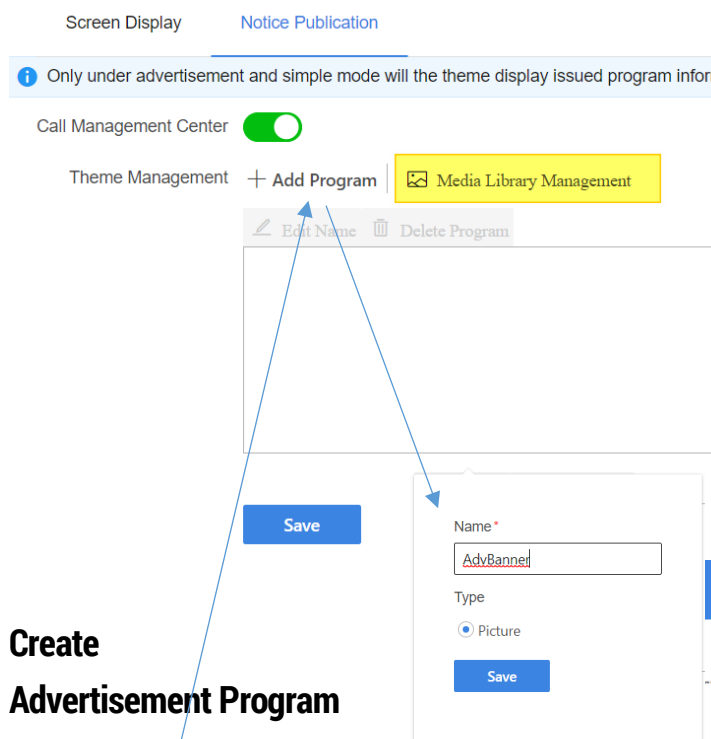 Screen Display Notice Publication
Only under advertisement and simple mode will the theme display issued program infor
Call Management Center
Theme Management Add Program Media Library Management
Edit Name Delete Program
Save
Name*
AdvBanner
Type
Picture
Save
Create
Advertisement Program